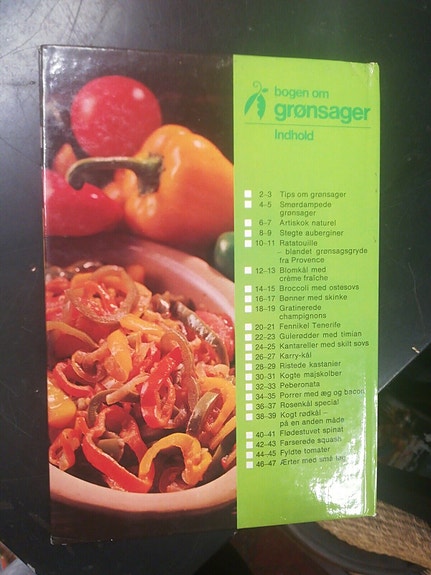 bogen om
grønsager
Indhold
2-3 Tips om grønsager
4-5 Smørdampede
grønsager
6-7 Artiskok naturel
8-9 Stegte auberginer
10-11 Ratatouille
- blandet grønsagsgryde
fra Provence
12-13 Blomkål med
créme fraîche
14-15 Broccoli med ostesovs
16-17 Bønner med skinke
18-19 Gratinerede
champignons
20-21 Fennikel Tenerife
22-23 Gulerødder med timian
24-25 Kantareller med skilt sovs
26-27 Karry-kål
28-29 Ristede kastanier
30-31 Kogte majskolber
32-33 Peberonata
34-35 Porrer med æg og bacon
36-37 Rosenkål special
38-39 Kogt rødkål -
på en anden måde
40-41 Flødestuvet spinat
42-43 Farserede squash
44-45 Fyldte tomater
46-47 Ærter med små løg